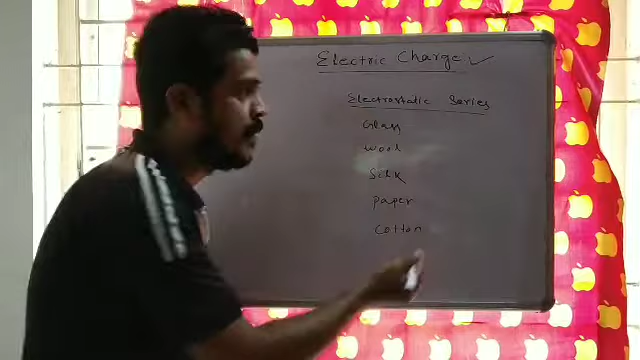 Electric Charge
Electrostatic Series
Glass
Wool
Silk
Paper
Cotton